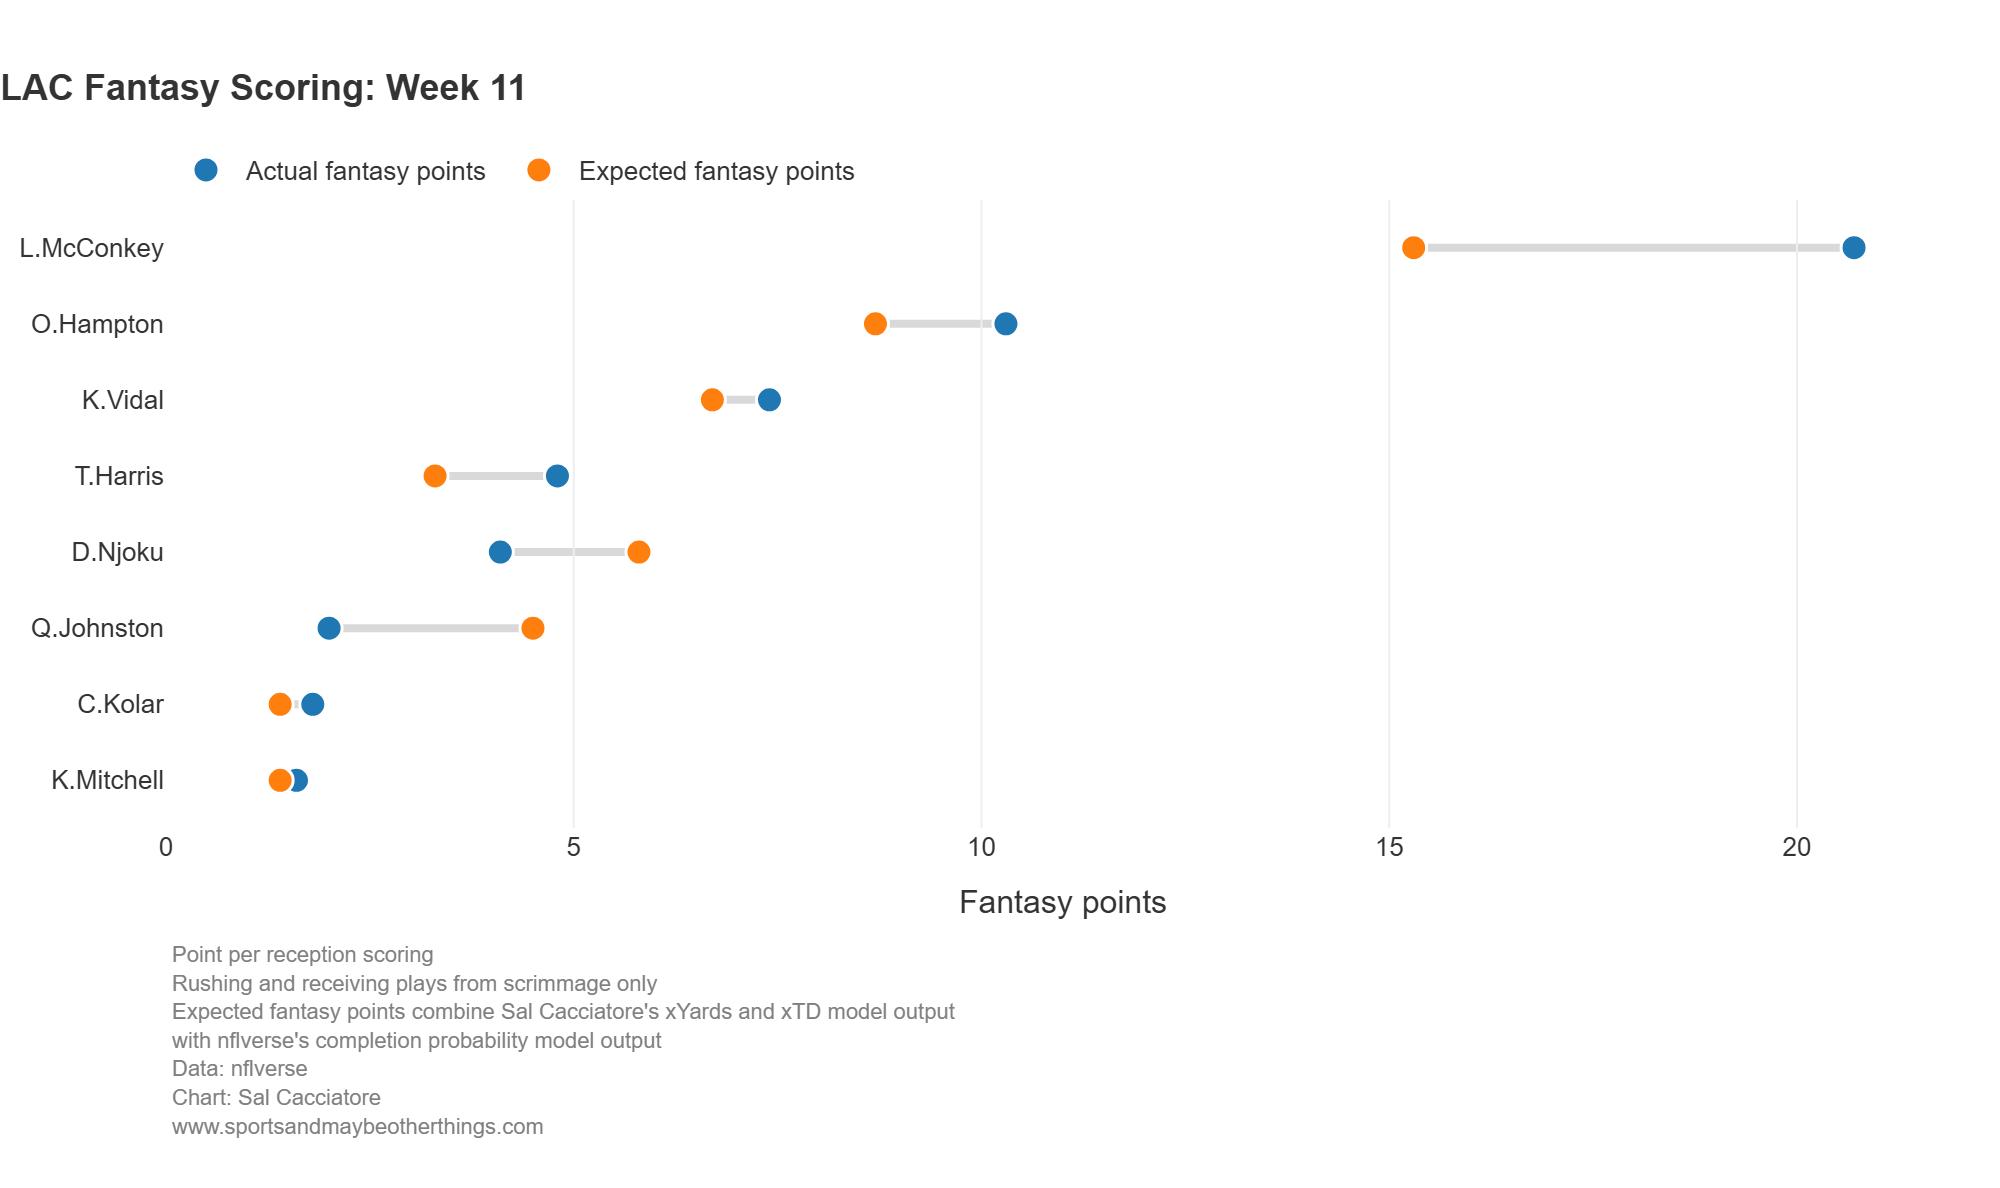 LAC Fantasy Scoring: Week 11
Actual fantasy points Expected fantasy points
L.McConkey
O.Hampton
K.Vidal
T.Harris
D.Njoku
Q.Johnston
C.Kolar
K.Mitchell
0 5 10 15 20
Fantasy points
Point per reception scoring
Rushing and receiving plays from scrimmage only
Expected fantasy points combine Sal Cacciatore's xYards and xTD model output
with nflverse's completion probability model output
Data: nflverse
Chart: Sal Cacciatore
www.sportsandmaybeotherthings.com